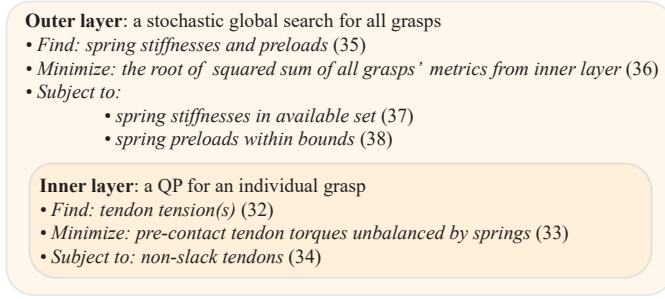 Outer layer: a stochastic global search for all grasps
• Find: spring stiffnesses and preloads (35)
• Minimize: the root of squared sum of all grasps' metrics from inner layer (36)
• Subject to:
• spring stiffnesses in available set (37)
• spring preloads within bounds (38)
Inner layer: a QP for an individual grasp
• Find: tendon tension(s) (32)
• Minimize: pre-contact tendon torques unbalanced by springs (33)
• Subject to: non-slack tendons (34)